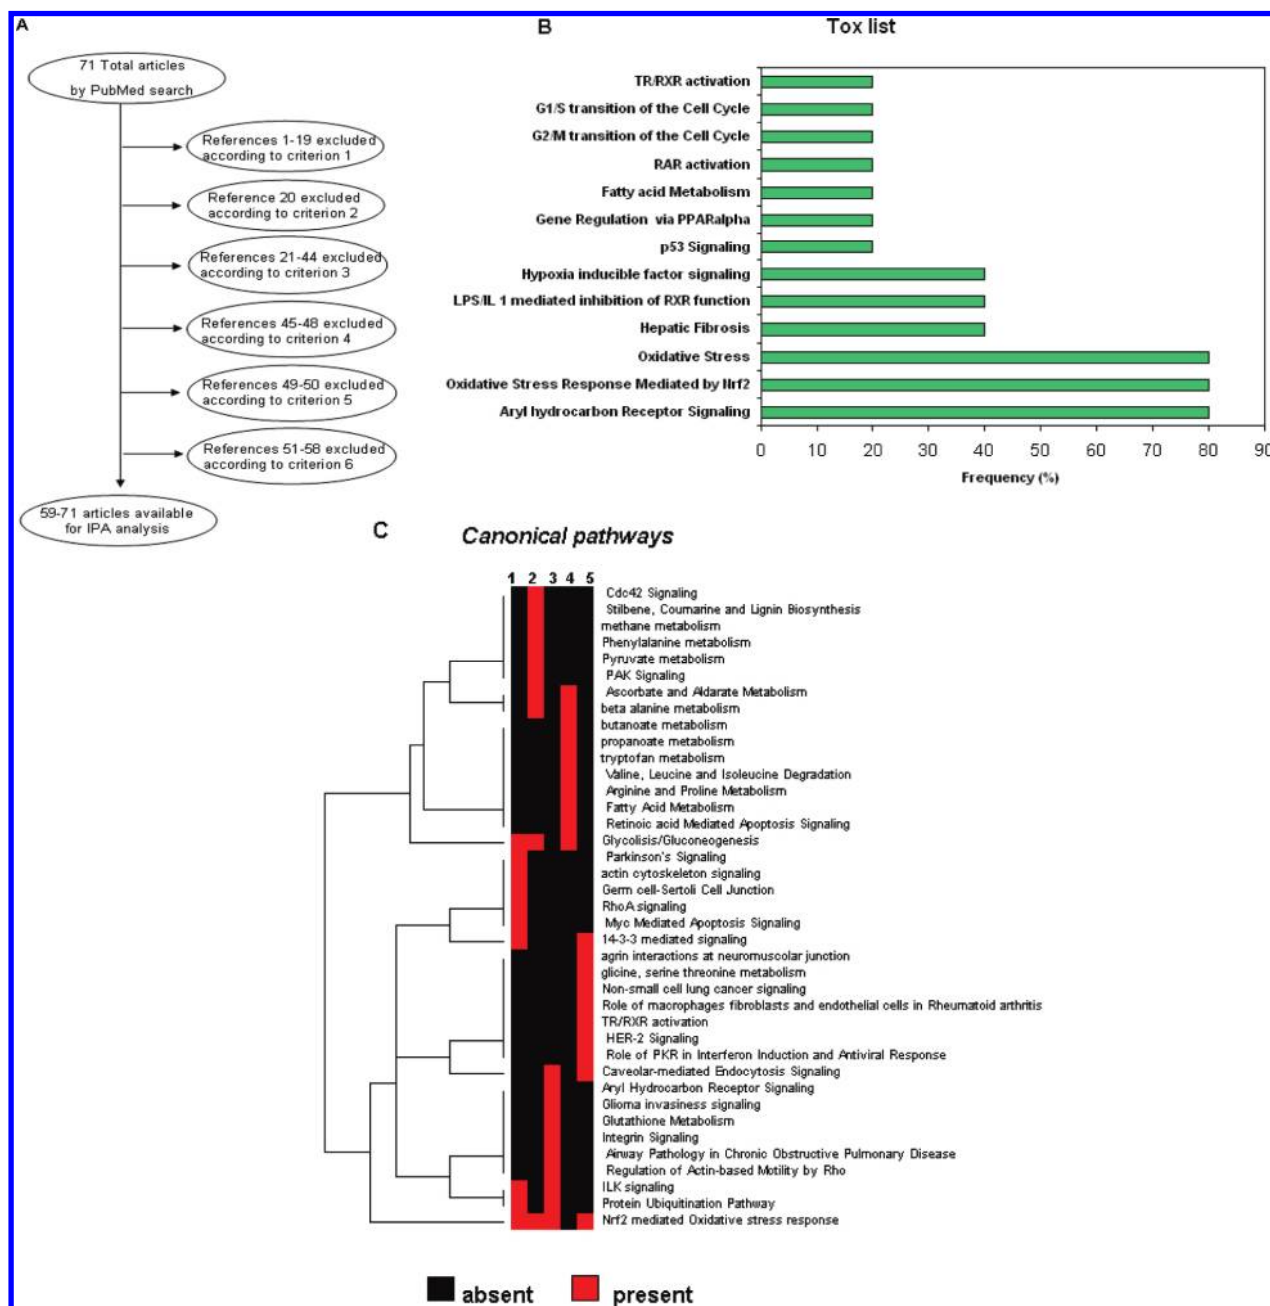 A
71 Total articles
by PubMed search
References 1-19 excluded
according to criterion 1
Reference 20 excluded
according to criterion 2
References 21-44 excluded
according to criterion 3
References 45-48 excluded
according to criterion 4
References 49-50 excluded
according to criterion 5
References 51-58 excluded
according to criterion 6
59-71 articles available
for IPA analysis
B
Tox list
TR/RXR activation
G1/S transition of the Cell Cycle
G2/M transition of the Cell Cycle
RAR activation
Fatty acid Metabolism
Gene Regulation via PPARalpha
p53 Signaling
Hypoxia inducible factor signaling
LPS/IL 1 mediated inhibition of RXR function
Hepatic Fibrosis
Oxidative Stress
Oxidative Stress Response Mediated by Nrf2
Aryl hydrocarbon Receptor Signaling
0 10 20 30 40 50 60 70 80 90
Frequency (%)
C
Canonical pathways
1 2 3 4 5
Cdc42 Signaling
Stilbene, Coumarine and Lignin Biosynthesis
methane metabolism
Phenylalanine metabolism
Pyruvate metabolism
PAK Signaling
Ascorbate and Aldarate Metabolism
beta alanine metabolism
butanoate metabolism
propanoate metabolism
tryptofan metabolism
Valine, Leucine and Isoleucine Degradation
Arginine and Proline Metabolism
Fatty Acid Metabolism
Retinoic acid Mediated Apoptosis Signaling
Glycolisis/Gluconeogenesis
Parkinson's Signaling
actin cytoskeleton signaling
Germ cell-Sertoli Cell Junction
RhoA signaling
Myc Mediated Apoptosis Signaling
14-3-3 mediated signaling
agrin interactions at neuromuscular junction
glicine, serine threonine metabolism
Non-small cell lung cancer signaling
Role of macrophages fibroblasts and endothelial cells in Rheumatoid arthritis
TR/RXR activation
HER-2 Signaling
Role of PKR in Interferon Induction and Antiviral Response
Caveolar-mediated Endocytosis Signaling
Aryl Hydrocarbon Receptor Signaling
Glioma invasiness signaling
Glutathione Metabolism
Integrin Signaling
Airway Pathology in Chronic Obstructive Pulmonary Disease
Regulation of Actin-based Motility by Rho
ILK signaling
Protein Ubiquitination Pathway
Nrf2 mediated Oxidative stress response
absent present